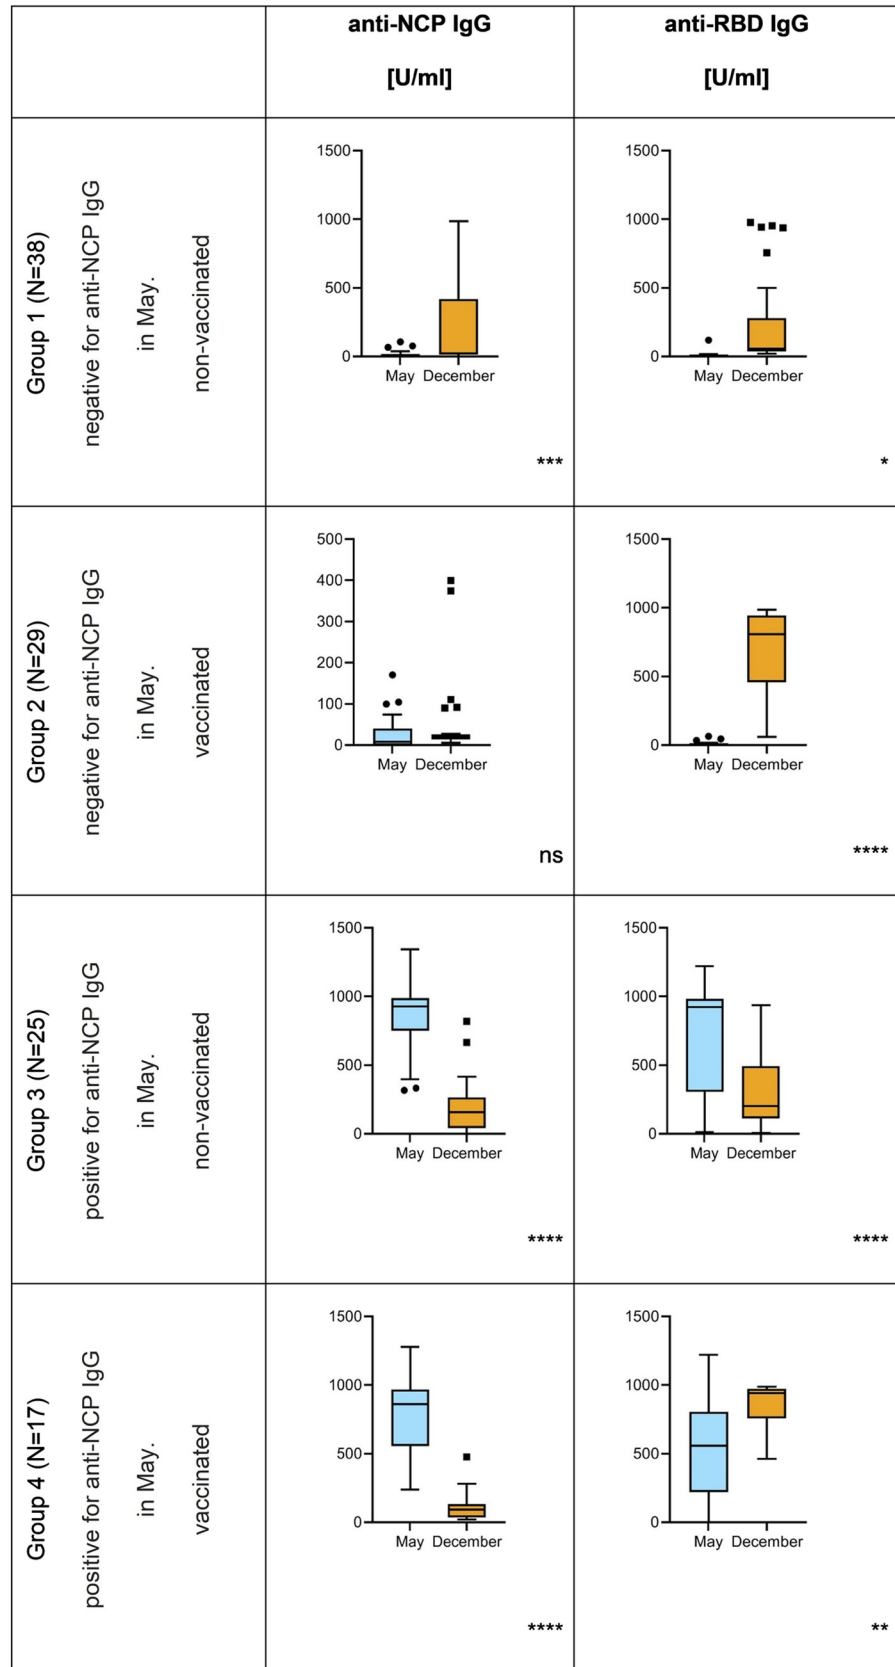 anti-NCP IgG
[U/ml]
anti-RBD IgG
[U/ml]
Group 1 (N=38)
negative for anti-NCP IgG
in May.
non-vaccinated
1500
1000
500
0
May December
***
1500
1000
500
0
May December
*
Group 2 (N=29)
negative for anti-NCP IgG
in May.
vaccinated
500
400
300
200
100
0
May December
ns
1500
1000
500
0
May December
****
Group 3 (N=25)
positive for anti-NCP IgG
in May.
non-vaccinated
1500
1000
500
0
May December
****
1500
1000
500
0
May December
****
Group 4 (N=17)
positive for anti-NCP IgG
in May.
vaccinated
1500
1000
500
0
May December
****
1500
1000
500
0
May December
**